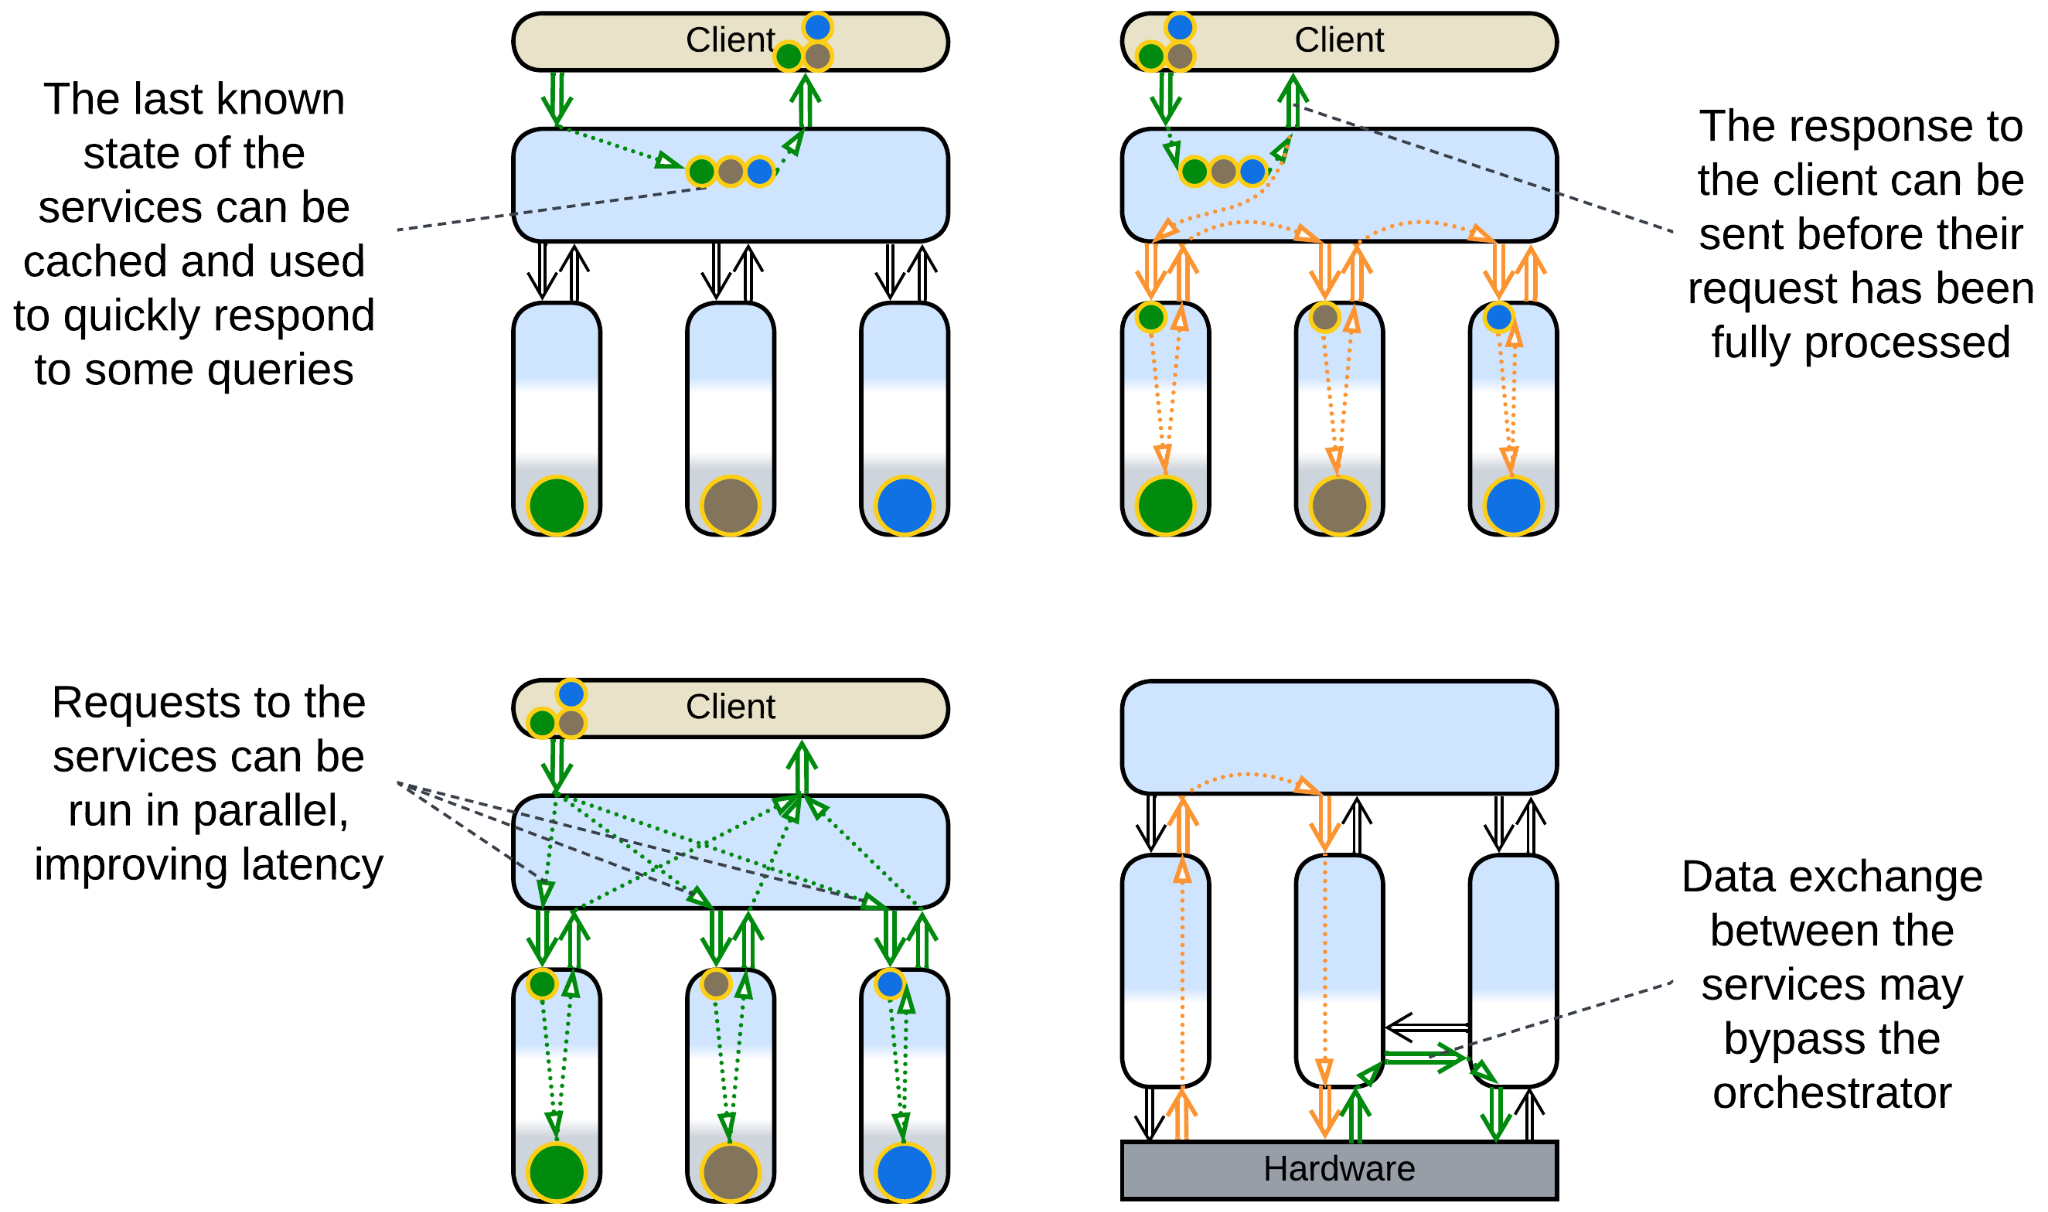 Client
The last known
state of the
services can be
cached and used
to quickly respond
to some queries
Client
The response to
the client can be
sent before their
request has been
fully processed
Client
Requests to the
services can be
run in parallel,
improving latency
Data exchange
between the
services may
bypass the
orchestrator
Hardware